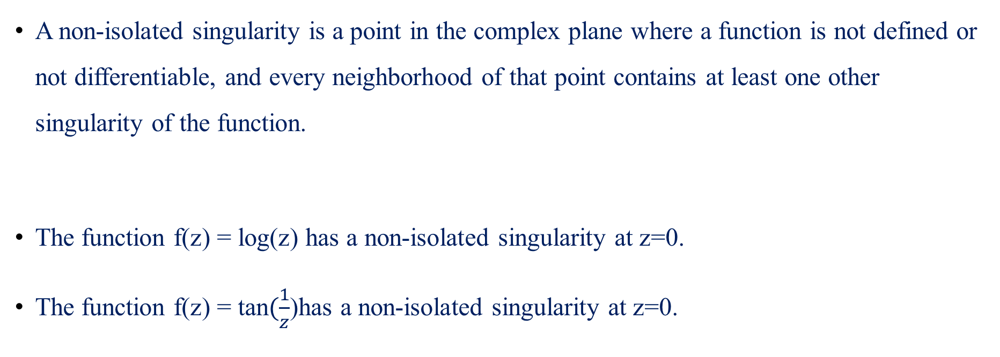 • A non-isolated singularity is a point in the complex plane where a function is not defined or
not differentiable, and every neighborhood of that point contains at least one other
singularity of the function.
• The function f(z) = log(z) has a non-isolated singularity at z=0.
• The function f(z) = tan(1/z)has a non-isolated singularity at z=0.